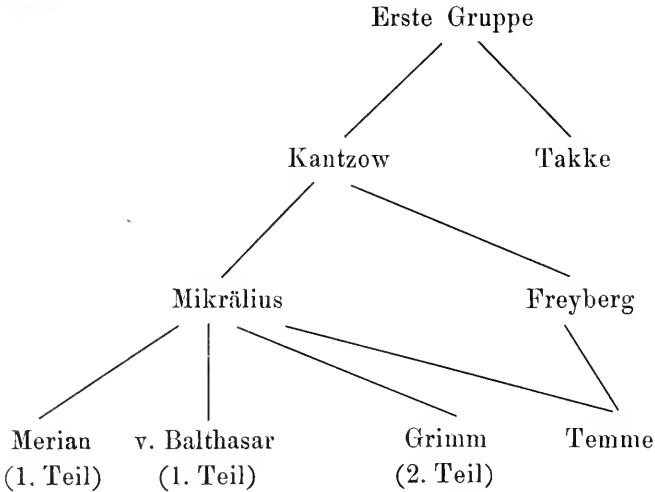 Erste Gruppe
Kantzow Takke
Mikrälius Freyberg
Merian v. Balthasar Grimm Temme
(1. Teil) (1. Teil) (2. Teil)